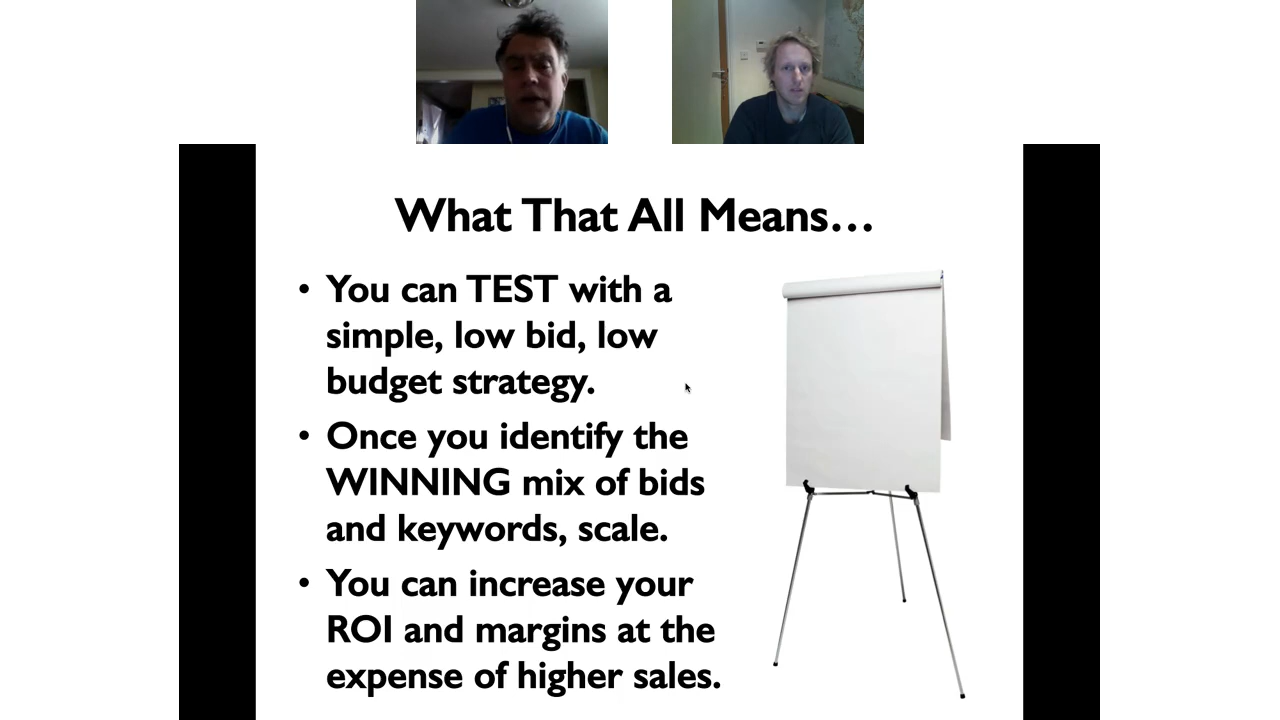 What That All Means...
• You can TEST with a
simple, low bid, low
budget strategy.
• Once you identify the
WINNING mix of bids
and keywords, scale.
• You can increase your
ROI and margins at the
expense of higher sales.